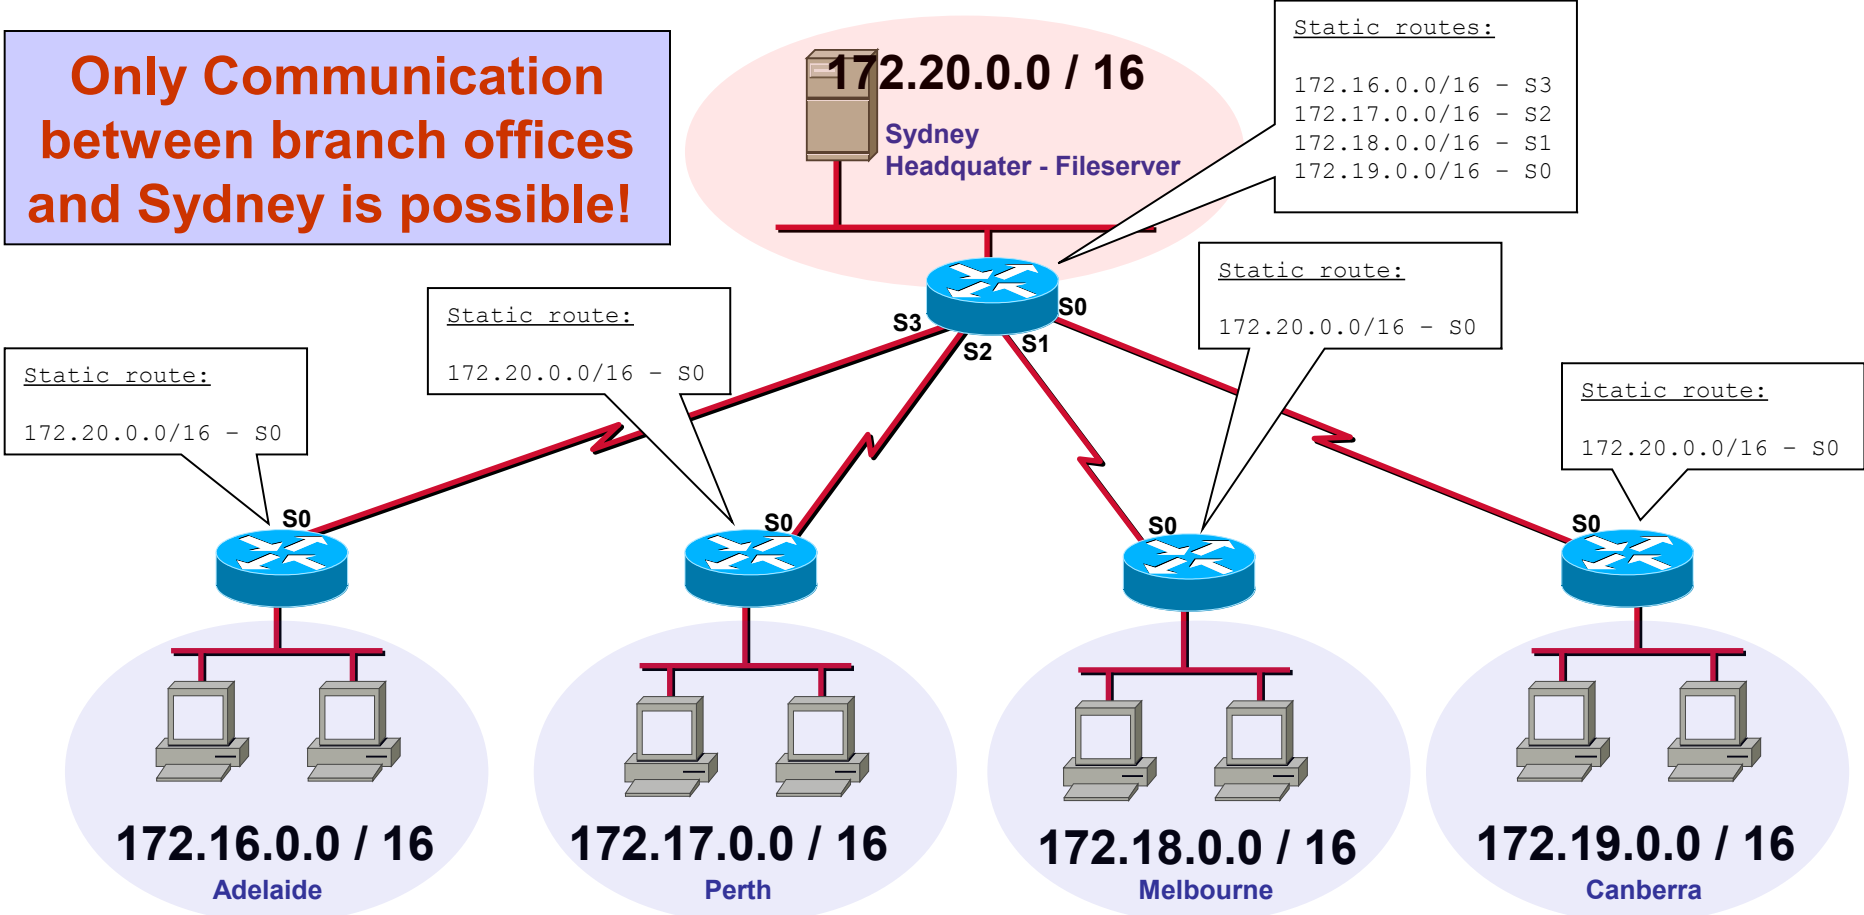 Only Communication
between branch offices
and Sydney is possible!
172.20.0.0 / 16
Sydney
Headquater - Fileserver
Static routes:
172.16.0.0/16 – S3
172.17.0.0/16 – S2
172.18.0.0/16 – S1
172.19.0.0/16 – S0
Static route:
172.20.0.0/16 – S0
Static route:
172.20.0.0/16 – S0
Static route:
172.20.0.0/16 – S0
Static route:
172.20.0.0/16 – S0
S3
S2
S1
S0
S0
S0
S0
S0
172.16.0.0 / 16
Adelaide
172.17.0.0 / 16
Perth
172.18.0.0 / 16
Melbourne
172.19.0.0 / 16
Canberra